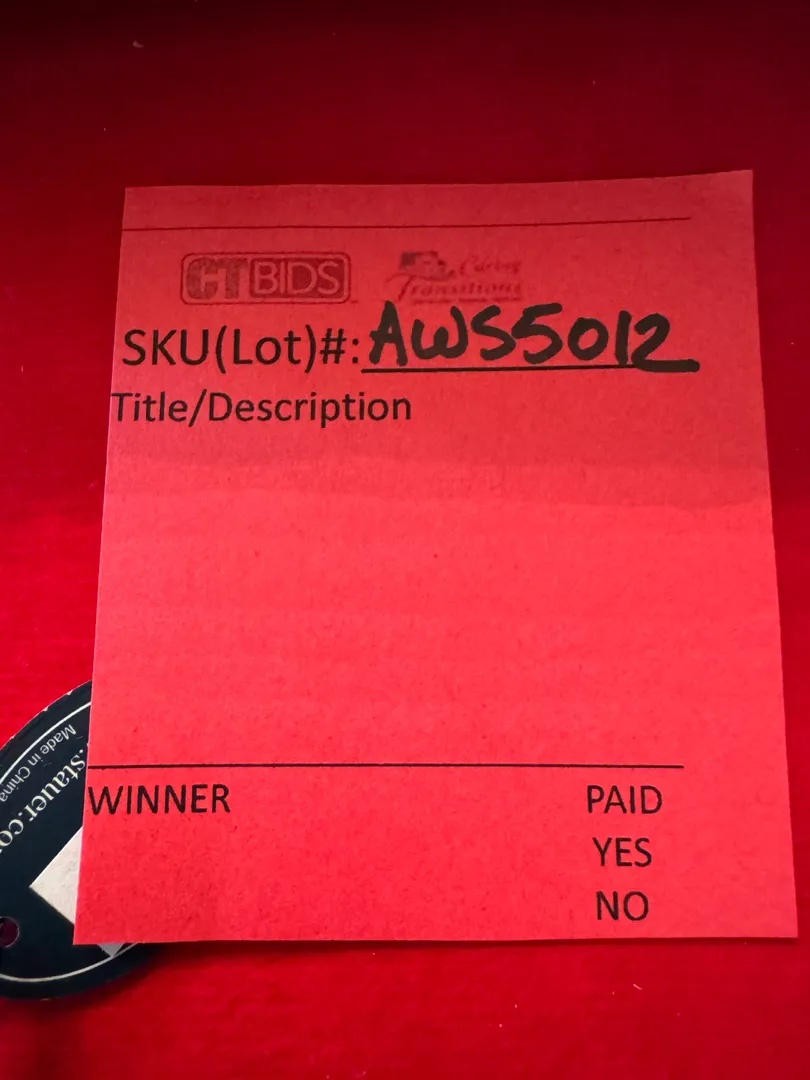 CTBIDS
Caring
Transitions
SKU(Lot)#: AWS5012
Title/Description
WINNER
PAID
YES
NO
Made in China
.stauer.co